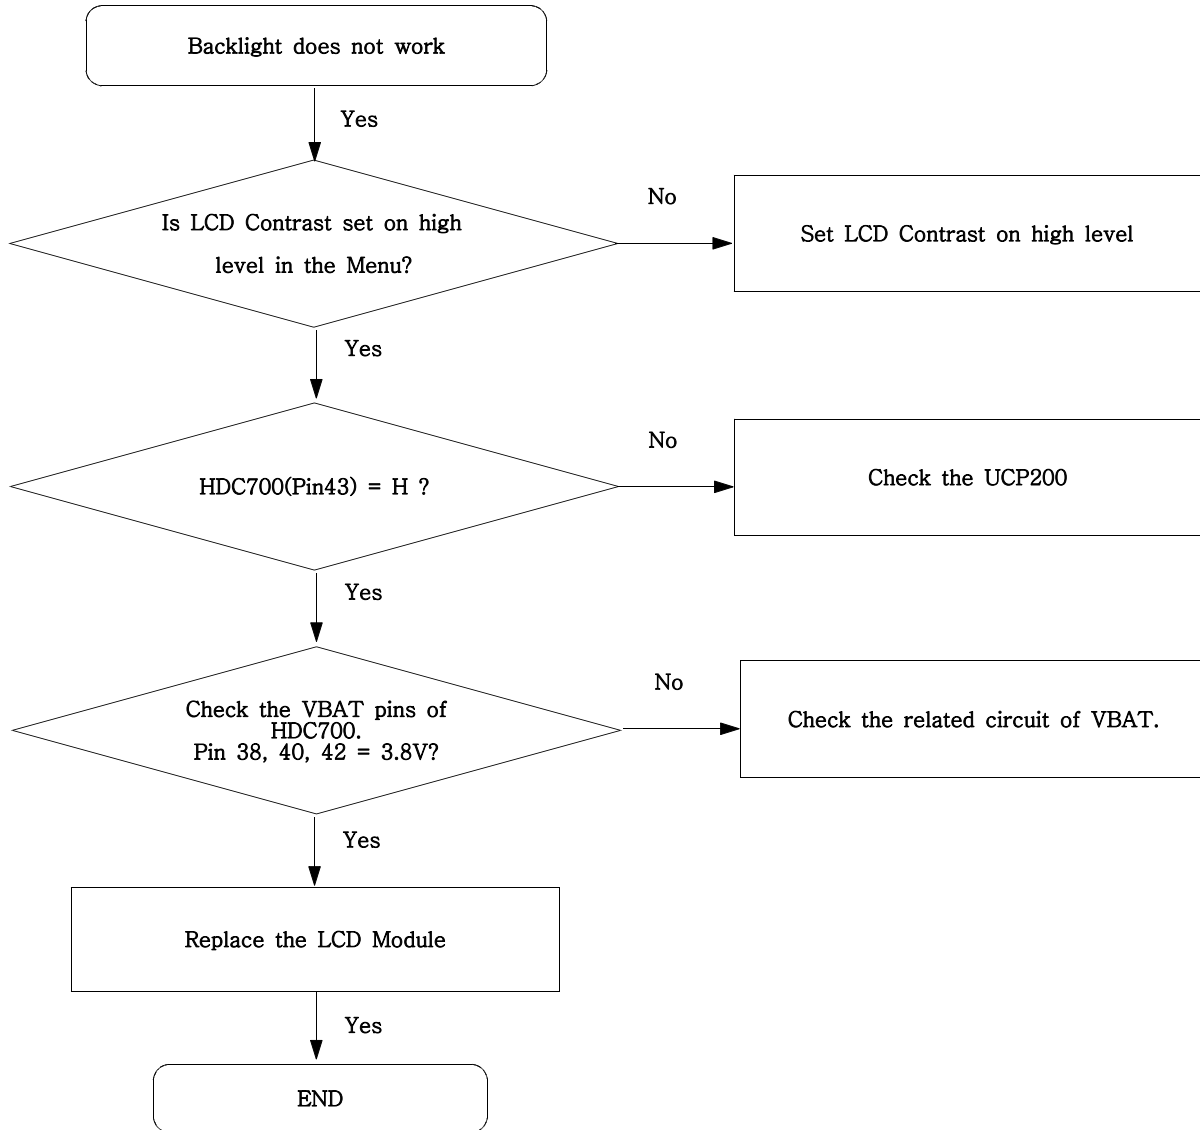 Backlight does not work
Yes
Is LCD Contrast set on high
level in the Menu?
No
Set LCD Contrast on high level
Yes
HDC700(Pin43) = H ?
No
Check the UCP200
Yes
Check the VBAT pins of
HDC700.
Pin 38, 40, 42 = 3.8V?
No
Check the related circuit of VBAT.
Yes
Replace the LCD Module
Yes
END